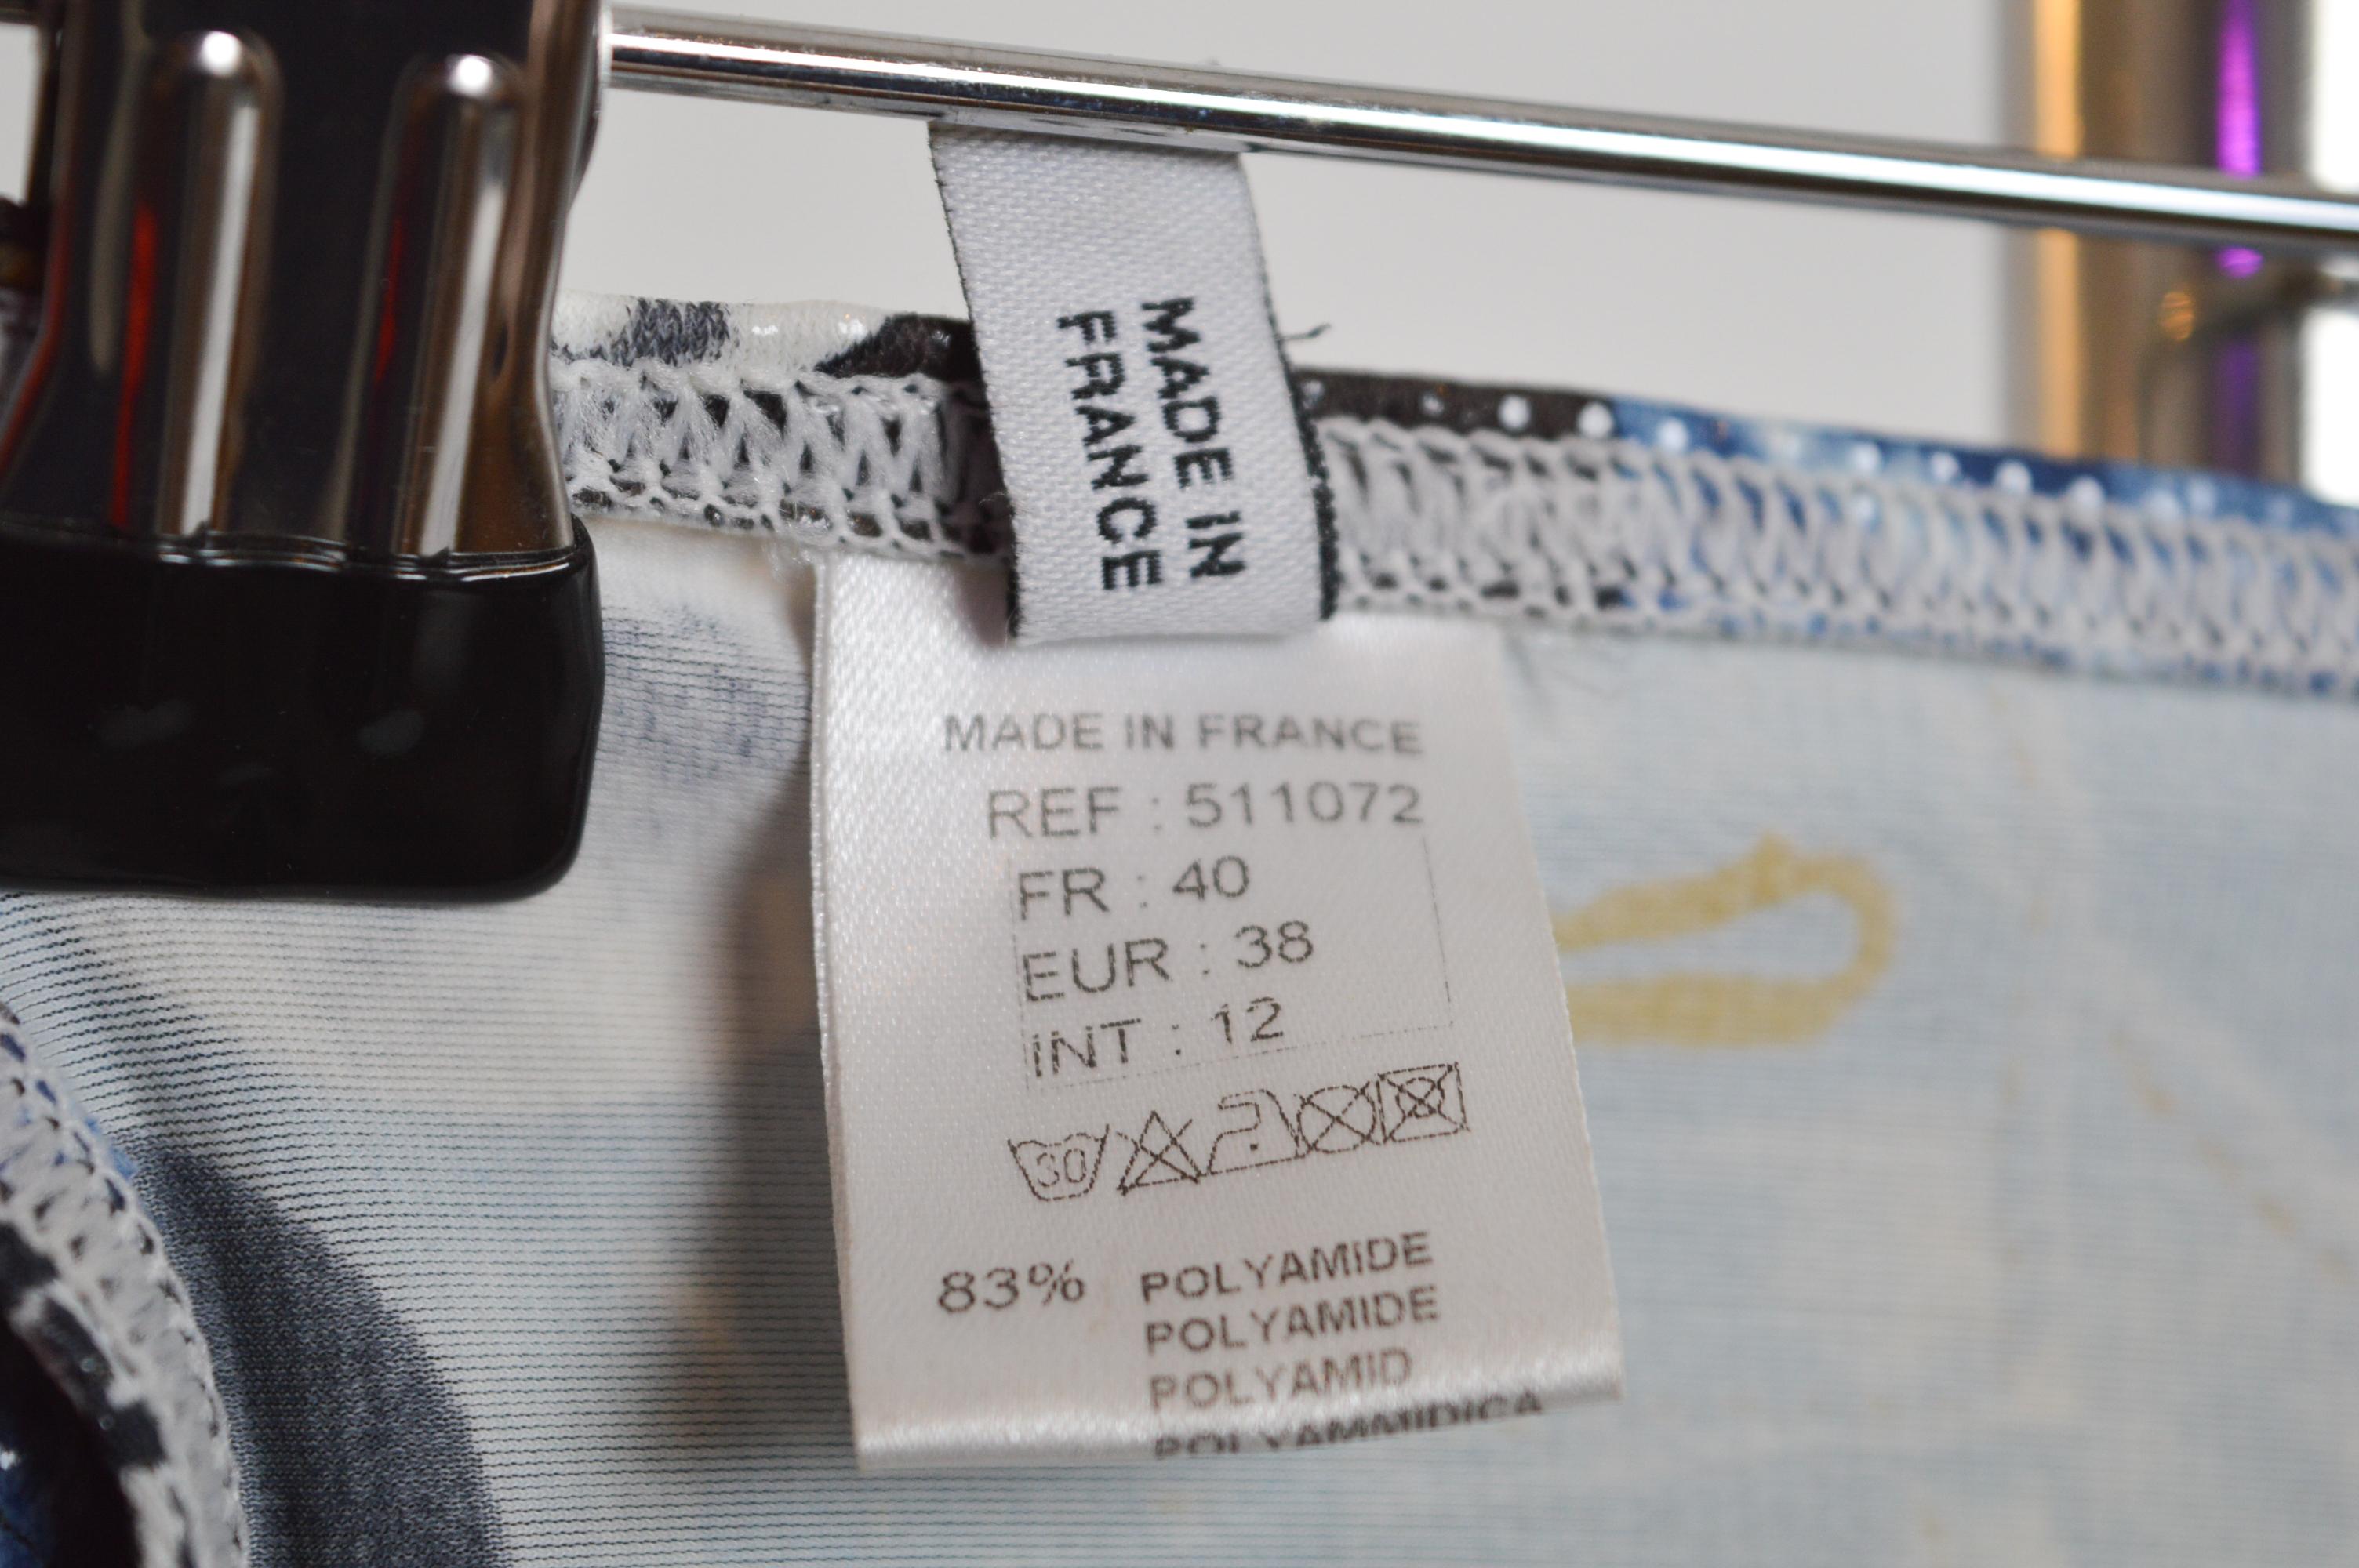 MADE IN
FRANCE
MADE IN FRANCE
REF : 511072
FR : 40
EUR : 38
INT : 12
30
83% POLYAMIDE
POLYAMIDE
POLYAMID
POLYAMMIDICA